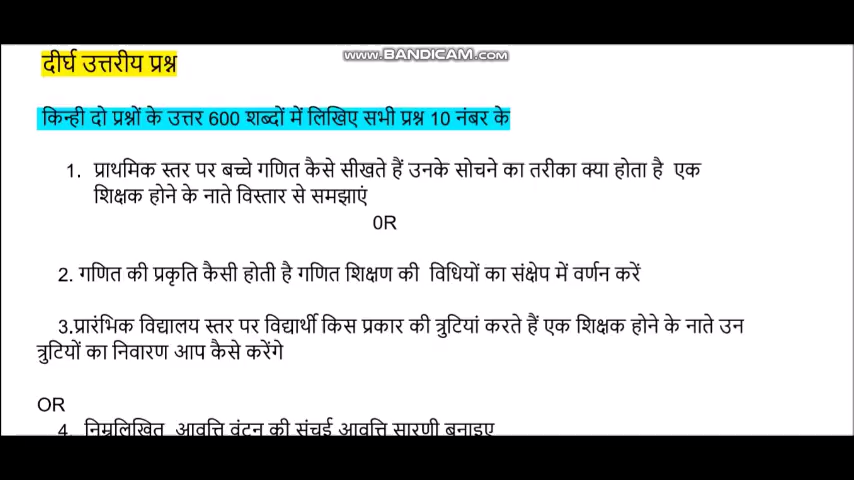 www.BANDICAM.com
दीर्घ उत्तरीय प्रश्न
किन्ही दो प्रश्नों के उत्तर 600 शब्दों में लिखिए सभी प्रश्न 10 नंबर के
1. प्राथमिक स्तर पर बच्चे गणित कैसे सीखते हैं उनके सोचने का तरीका क्या होता है एक
शिक्षक होने के नाते विस्तार से समझाएं
0R
2. गणित की प्रकृति कैसी होती है गणित शिक्षण की विधियों का संक्षेप में वर्णन करें
3.प्रारंभिक विद्यालय स्तर पर विद्यार्थी किस प्रकार की त्रुटियां करते हैं एक शिक्षक होने के नाते उन
त्रुटियों का निवारण आप कैसे करेंगे
OR
4. निम्नलिखित आवृत्ति वंटन की संचई आवृत्ति सारणी बनाइए